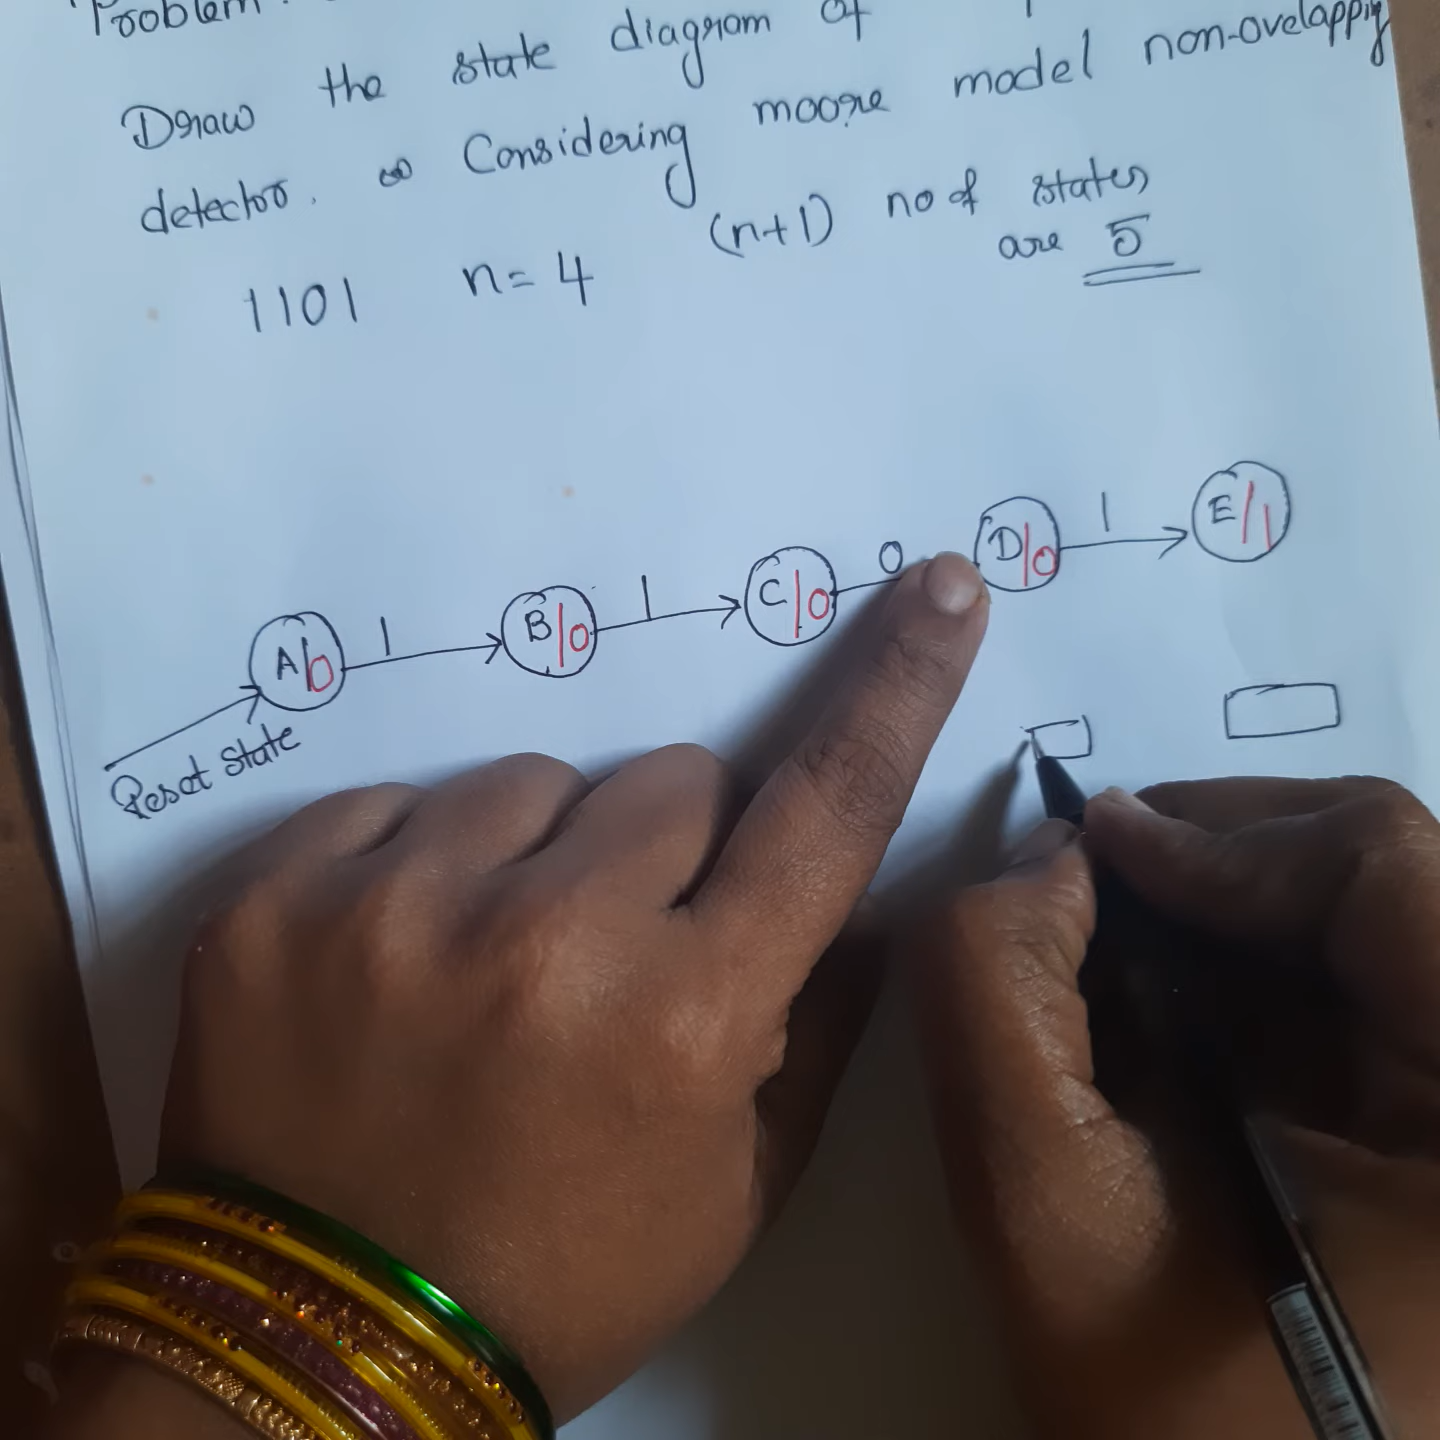 Problem
Draw the state diagram of
detector. Considering moore model non-ovelapping
1101 n=4 (n+1) no of states
are 5
A/0 1 B/0 1 C/0 0 D/0 1 E/1
Reset state